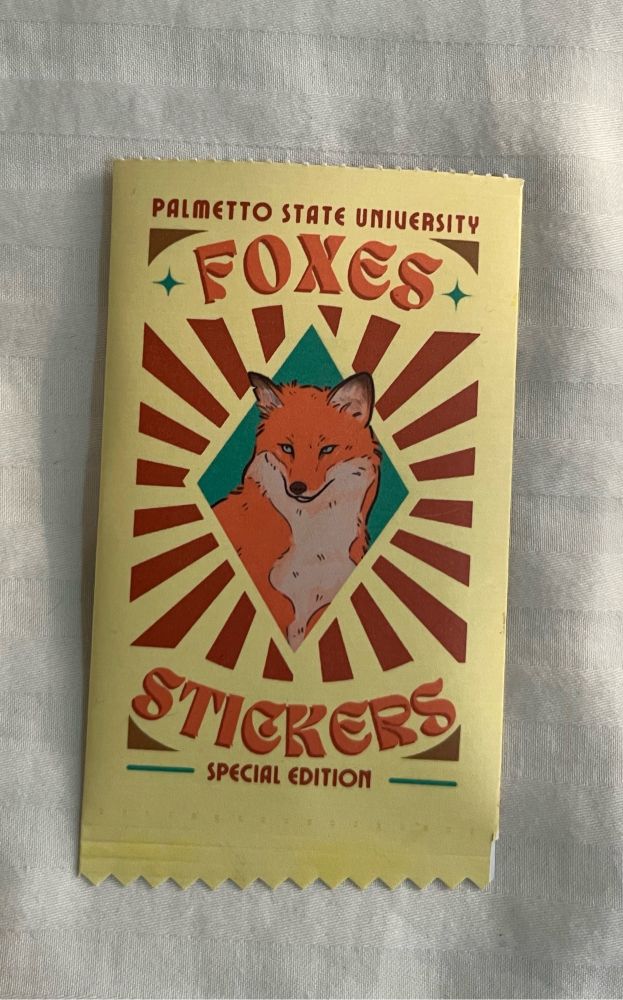 PALMETTO STATE UNIVERSITY
FOXES
STICKERS
SPECIAL EDITION